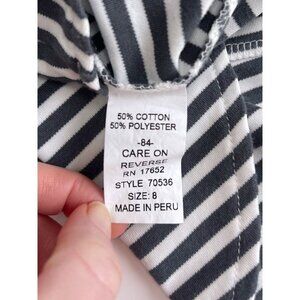 50% COTTON
50% POLYESTER
-84-
CARE ON
REVERSE
RN 17652
STYLE 70536
SIZE: 8
MADE IN PERU